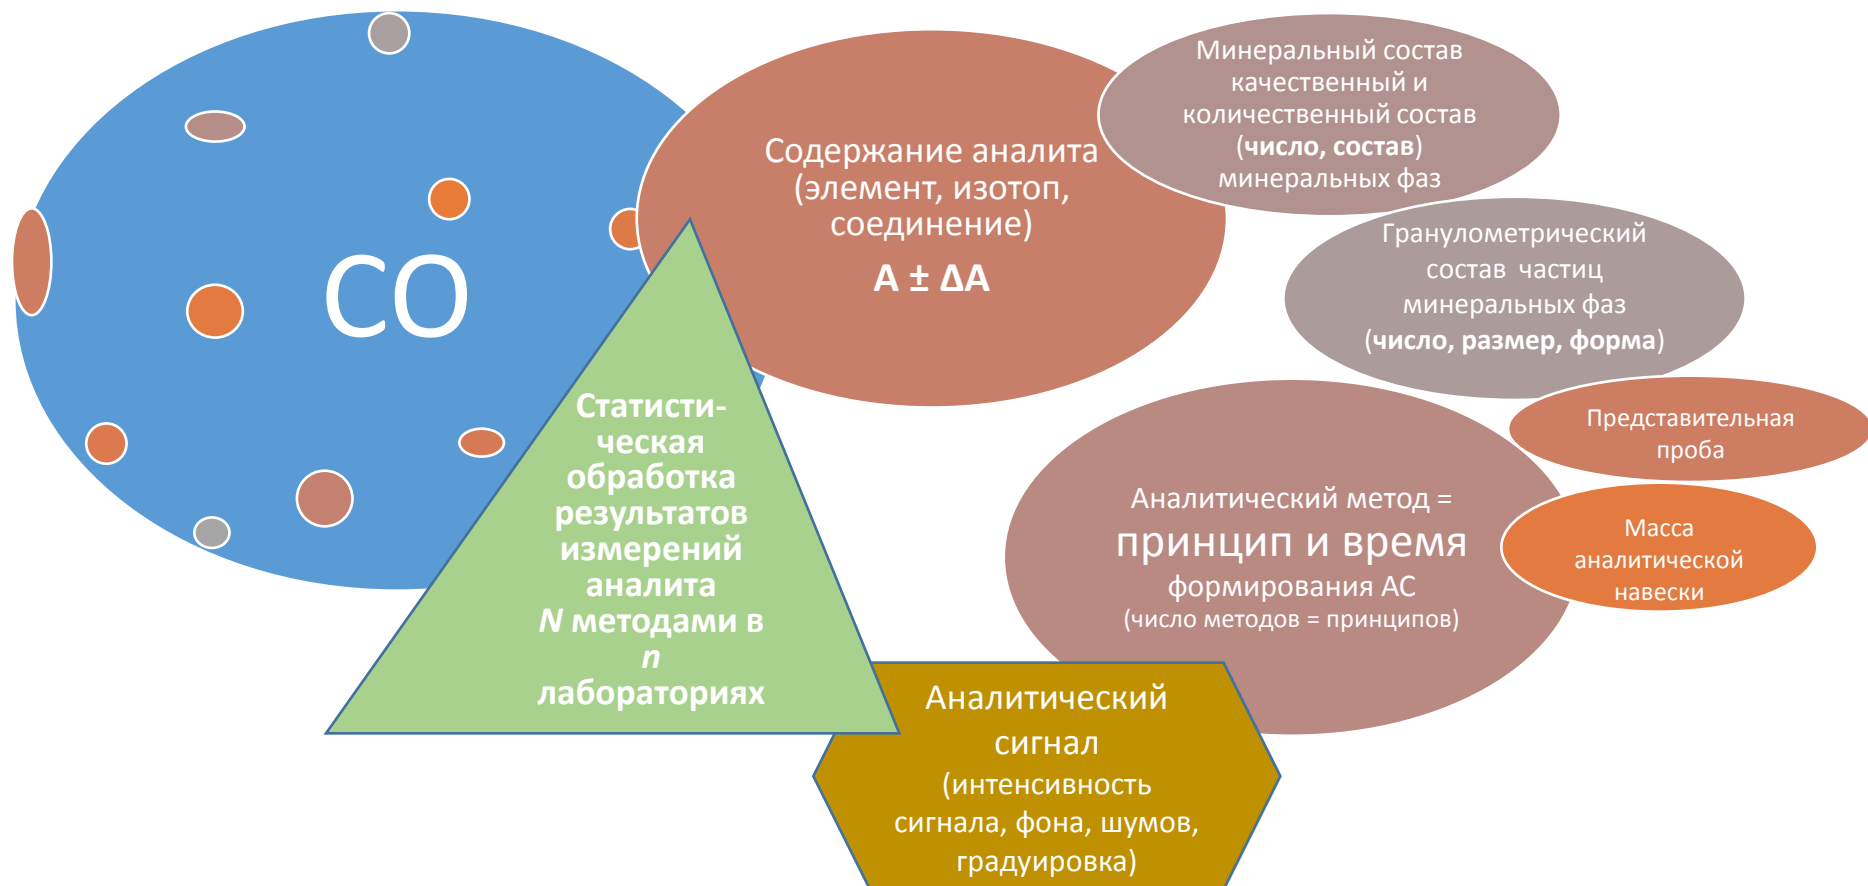 СО
Содержание аналита
(элемент, изотоп,
соединение)
А ± ΔА
Минеральный состав
качественный и
количественный состав
(число, состав)
минеральных фаз
Гранулометрический
состав частиц
минеральных фаз
(число, размер, форма)
Представительная
проба
Масса
аналитической
навески
Аналитический метод =
принцип и время
формирования АС
(число методов = принципов)
Статисти-
ческая
обработка
результатов
измерений
аналита
N методами в
n
лабораториях
Аналитический
сигнал
(интенсивность
сигнала, фона, шумов,
градуировка)